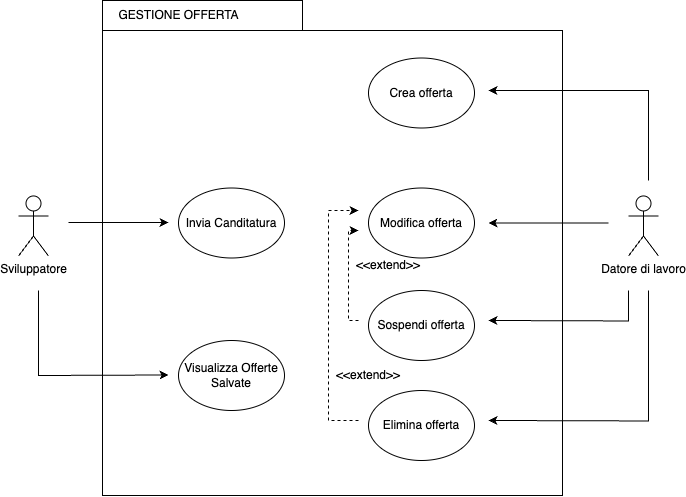 GESTIONE OFFERTA
Crea offerta
Invia Canditatura
Modifica offerta
Sviluppatore
Datore di lavoro
<<extend>>
Sospendi offerta
Visualizza Offerte
Salvate
<<extend>>
Elimina offerta